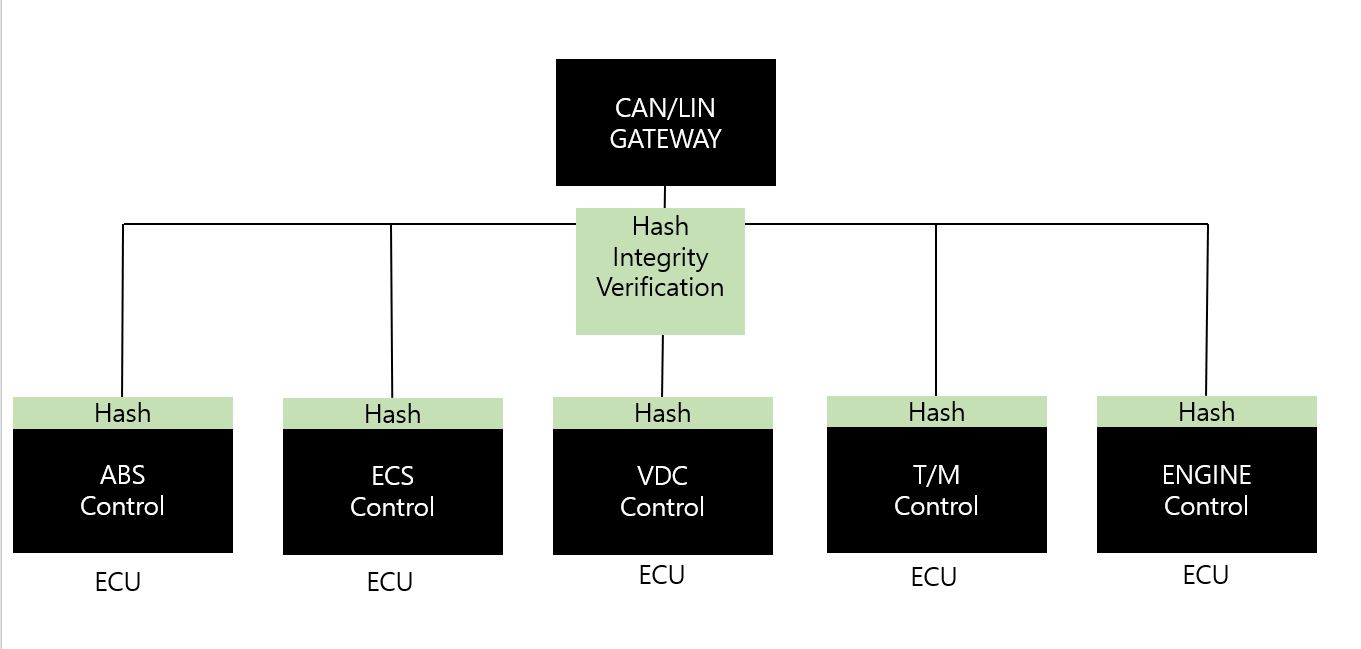 CAN/LIN
GATEWAY
Hash
Integrity
Verification
Hash
Hash
Hash
Hash
Hash
ABS
Control
ECS
Control
VDC
Control
T/M
Control
ENGINE
Control
ECU
ECU
ECU
ECU
ECU